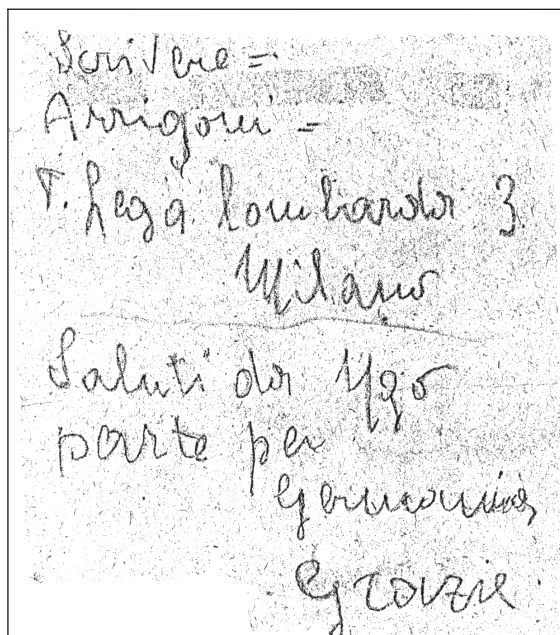 Scrivere =
Arrigoni =
P. Lega Lombarda 3
Milano
Saluti da Ugo
parte per
Germania
Grazie.